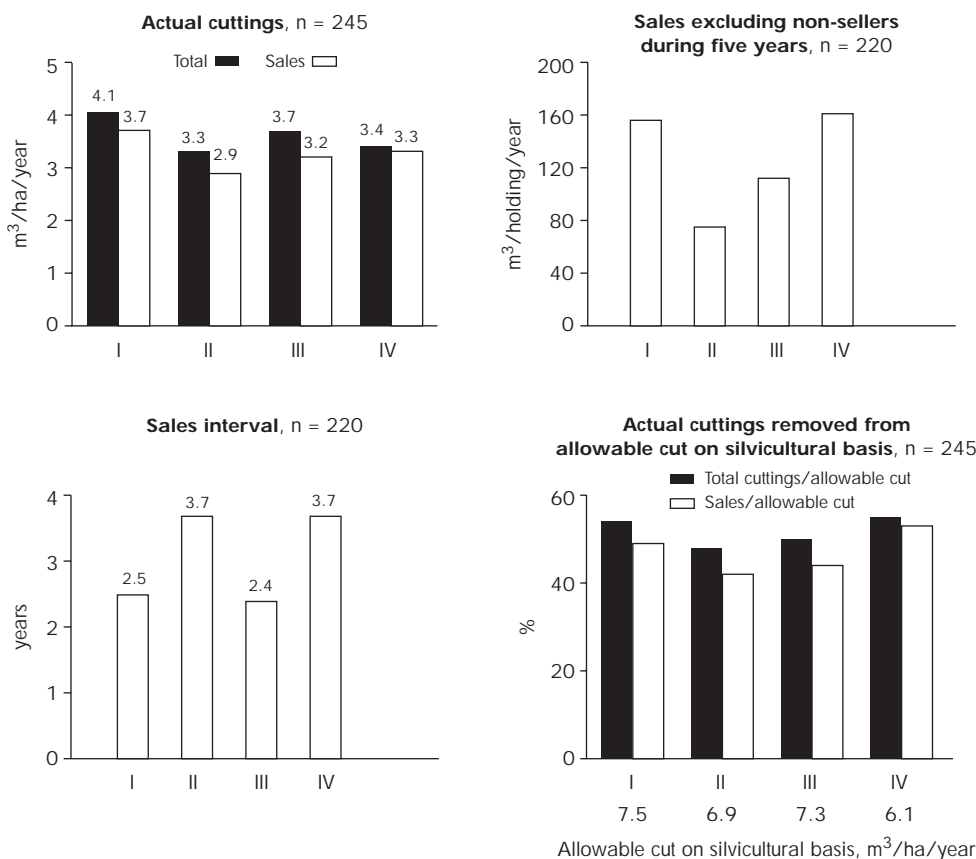 Actual cuttings, n = 245
Total Sales
m³/ha/year
5
4
3
2
1
0
4.1
3.7
3.3
2.9
3.7
3.2
3.4
3.3
I II III IV
Sales excluding non-sellers
during five years, n = 220
m³/holding/year
200
160
120
80
40
0
I II III IV
Sales interval, n = 220
years
4
3
2
1
0
2.5
3.7
2.4
3.7
I II III IV
Actual cuttings removed from
allowable cut on silvicultural basis, n = 245
Total cuttings/allowable cut
Sales/allowable cut
%
60
40
20
0
I II III IV
7.5 6.9 7.3 6.1
Allowable cut on silvicultural basis, m³/ha/year